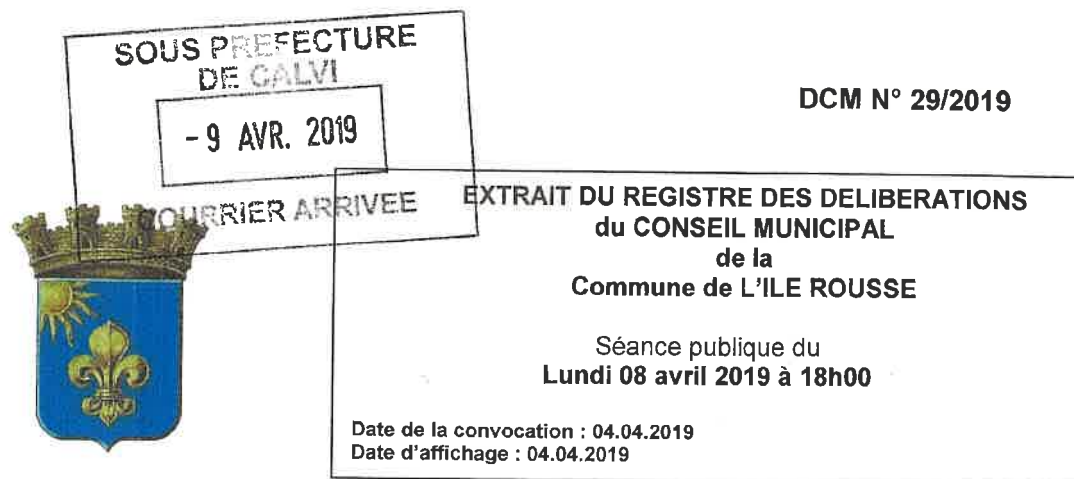 SOUS PREFECTURE
DE CALVI
- 9 AVR. 2019
COURRIER ARRIVEE
DCM N° 29/2019
EXTRAIT DU REGISTRE DES DELIBERATIONS
du CONSEIL MUNICIPAL
de la
Commune de L'ILE ROUSSE
Séance publique du
Lundi 08 avril 2019 à 18h00
Date de la convocation : 04.04.2019
Date d'affichage : 04.04.2019